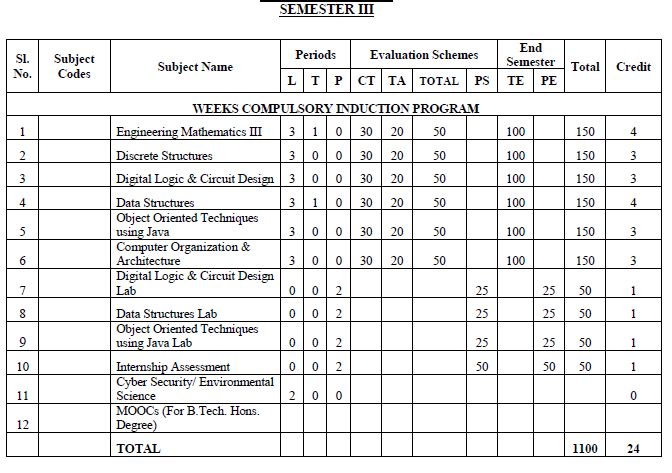 SEMESTER III
Sl. No. Subject Codes Subject Name Periods Evaluation Schemes End Semester Total Credit
L T P CT TA TOTAL PS TE PE
WEEKS COMPULSORY INDUCTION PROGRAM
1 Engineering Mathematics III 3 1 0 30 20 50 100 150 4
2 Discrete Structures 3 0 0 30 20 50 100 150 3
3 Digital Logic & Circuit Design 3 0 0 30 20 50 100 150 3
4 Data Structures 3 1 0 30 20 50 100 150 4
Object Oriented Techniques
5 using Java 3 0 0 30 20 50 100 150 3
Computer Organization &
6 Architecture 3 0 0 30 20 50 100 150 3
Digital Logic & Circuit Design
7 Lab 0 0 2 25 25 50 1
8 Data Structures Lab 0 0 2 25 25 50 1
Object Oriented Techniques
9 using Java Lab 0 0 2 25 25 50 1
10 Internship Assessment 0 0 2 50 50 50 1
Cyber Security/ Environmental
11 Science 2 0 0 0
MOOCs (For B.Tech. Hons.
12 Degree)
TOTAL 1100 24